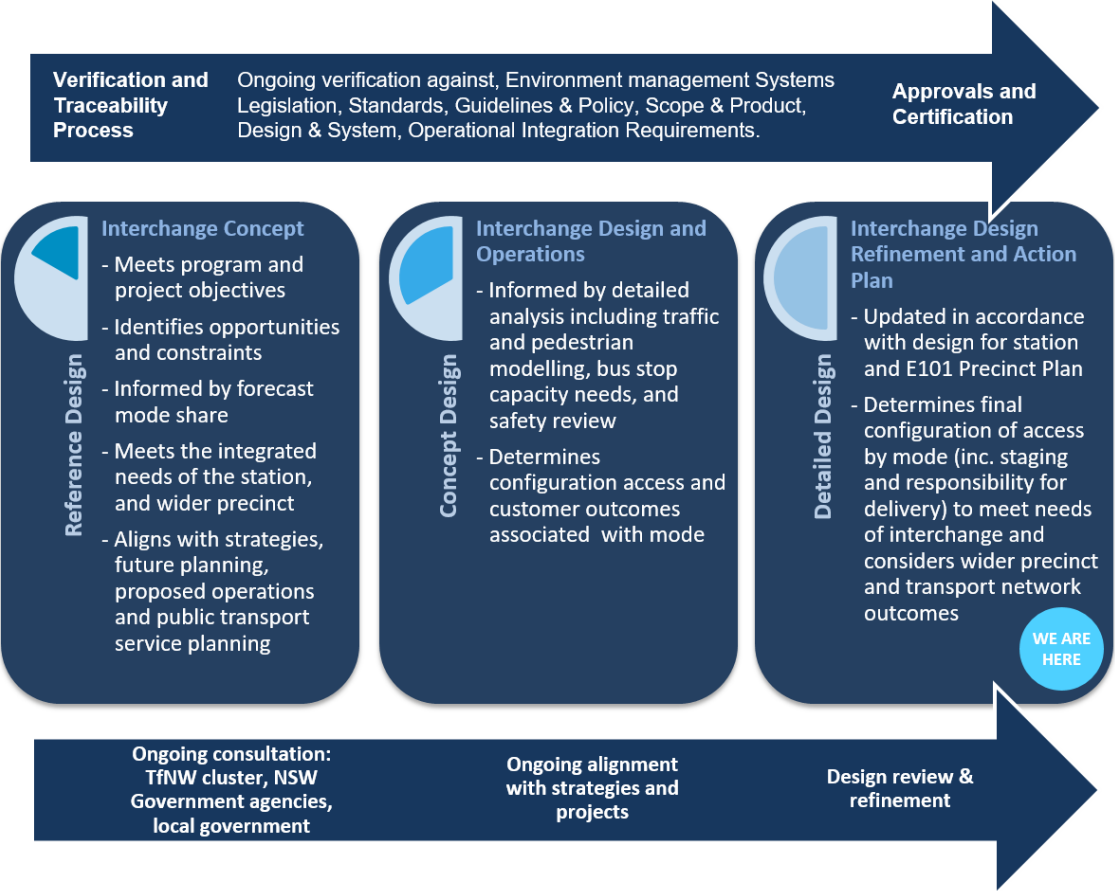 Verification and
Traceability
Process
Ongoing verification against, Environment management Systems
Legislation, Standards, Guidelines & Policy, Scope & Product,
Design & System, Operational Integration Requirements.
Approvals and
Certification
Reference Design
Interchange Concept
- Meets program and
project objectives
- Identifies opportunities
and constraints
- Informed by forecast
mode share
- Meets the integrated
needs of the station,
and wider precinct
- Aligns with strategies,
future planning,
proposed operations
and public transport
service planning
Concept Design
Interchange Design and
Operations
- Informed by detailed
analysis including traffic
and pedestrian
modelling, bus stop
capacity needs, and
safety review
- Determines
configuration access and
customer outcomes
associated  with mode
Detailed Design
Interchange Design
Refinement and Action
Plan
- Updated in accordance
with design for station
and E101 Precinct Plan
- Determines final
configuration of access
by mode (inc. staging
and responsibility for
delivery) to meet needs
of interchange and
considers wider precinct
and transport network
outcomes
WE ARE
HERE
Ongoing consultation:
TfNW cluster, NSW
Government agencies,
local government
Ongoing alignment
with strategies and
projects
Design review &
refinement